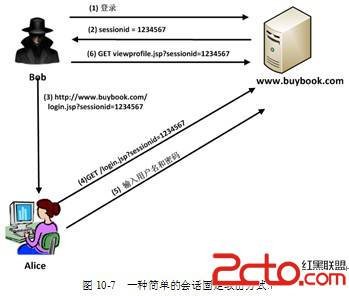 (1) 登录
(2) sessionid = 1234567
(6) GET viewprofile.jsp?sessionid=1234567
Bob
www.buybook.com
(3) http://www.buybook.com/
login.jsp?sessionid=1234567
(4)GET /login.jsp?sessionid=1234567
(5) 输入用户名和密码
Alice
红黑联盟
2cto.com
图 10-7 一种简单的会话固定攻击方式